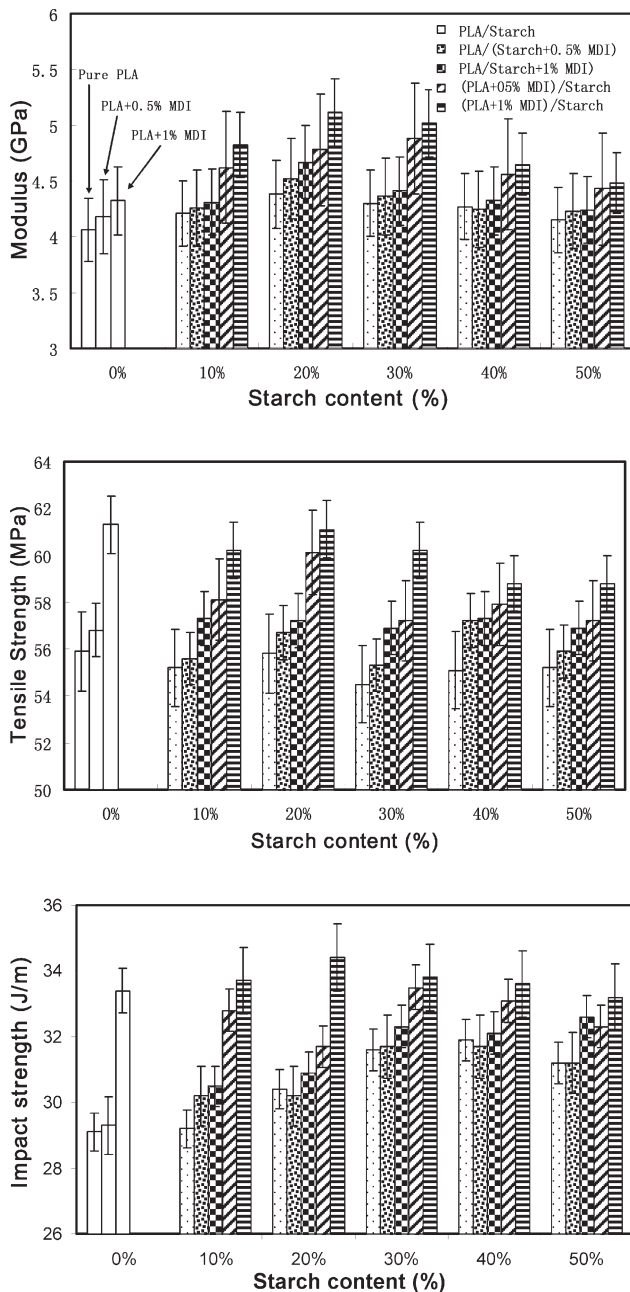 6
5.5
5
4.5
4
3.5
3
Modulus (GPa)
Pure PLA
PLA+0.5% MDI
PLA+1% MDI
PLA/Starch
PLA/(Starch+0.5% MDI)
PLA/Starch+1% MDI)
(PLA+05% MDI)/Starch
(PLA+1% MDI)/Starch
0% 10% 20% 30% 40% 50%
Starch content (%)
64
62
60
58
56
54
52
50
Tensile Strength (MPa)
0% 10% 20% 30% 40% 50%
Starch content (%)
36
34
32
30
28
26
Impact strength (J/m)
0% 10% 20% 30% 40% 50%
Starch content (%)